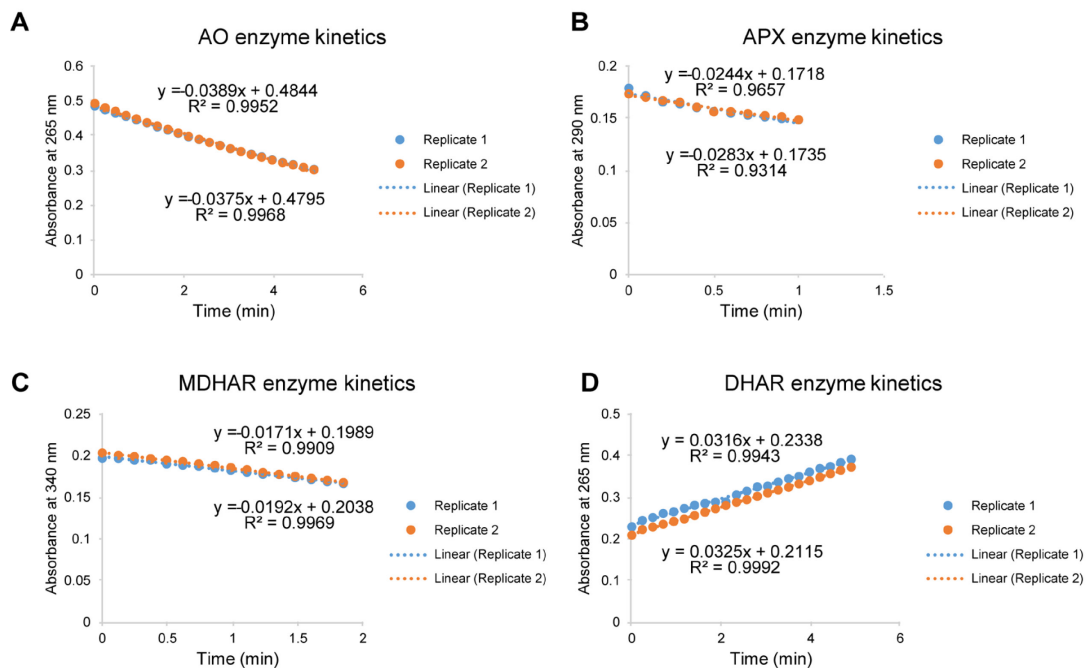 A
AO enzyme kinetics
Absorbance at 265 nm
0.6
0.5
0.4
0.3
0.2
0.1
0
y =-0.0389x + 0.4844
R² = 0.9952
y=-0.0375x + 0.4795
R² = 0.9968
0
2
4
6
Time (min)
Replicate 1
Replicate 2
Linear (Replicate 1)
Linear (Replicate 2)
B
APX enzyme kinetics
Absorbance at 290 nm
0.2
0.15
0.1
0.05
0
y =-0.0244x + 0.1718
R² = 0.9657
y =-0.0283x + 0.1735
R² = 0.9314
0
0.5
1
1.5
Time (min)
Replicate 1
Replicate 2
Linear (Replicate 1)
Linear (Replicate 2)
C
MDHAR enzyme kinetics
Absorbance at 340 nm
0.25
0.2
0.15
0.1
0.05
0
y =-0.0171x + 0.1989
R² = 0.9909
y =-0.0192x + 0.2038
R² = 0.9969
0
0.5
1
1.5
2
Time (min)
Replicate 1
Replicate 2
Linear (Replicate 1)
Linear (Replicate 2)
D
DHAR enzyme kinetics
Absorbance at 265 nm
0.5
0.4
0.3
0.2
0.1
0
y = 0.0316x + 0.2338
R² = 0.9943
y = 0.0325x + 0.2115
R² = 0.9992
0
2
4
6
Time (min)
Replicate 1
Replicate 2
Linear (Replicate 1)
Linear (Replicate 2)